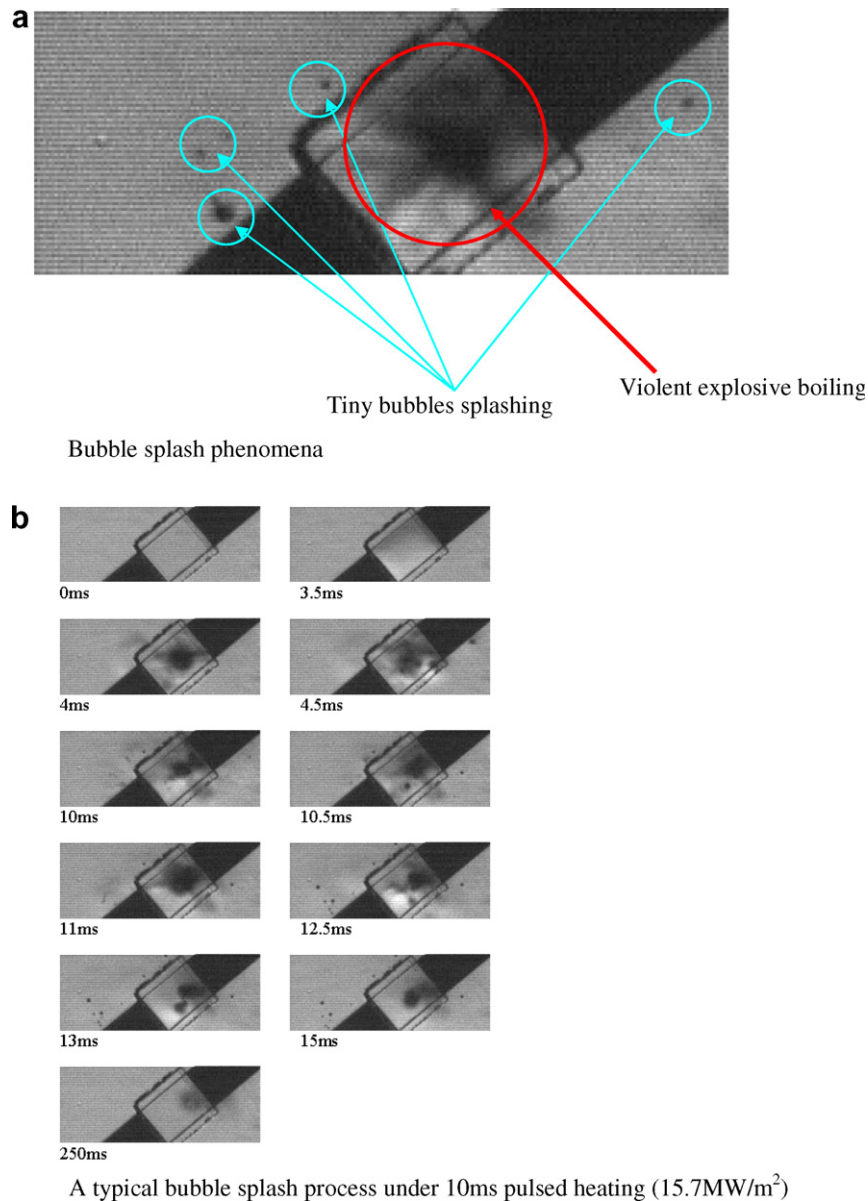 a
Tiny bubbles splashing
Violent explosive boiling
Bubble splash phenomena
b
0ms
3.5ms
4ms
4.5ms
10ms
10.5ms
11ms
12.5ms
13ms
15ms
250ms
A typical bubble splash process under 10ms pulsed heating (15.7MW/m²)